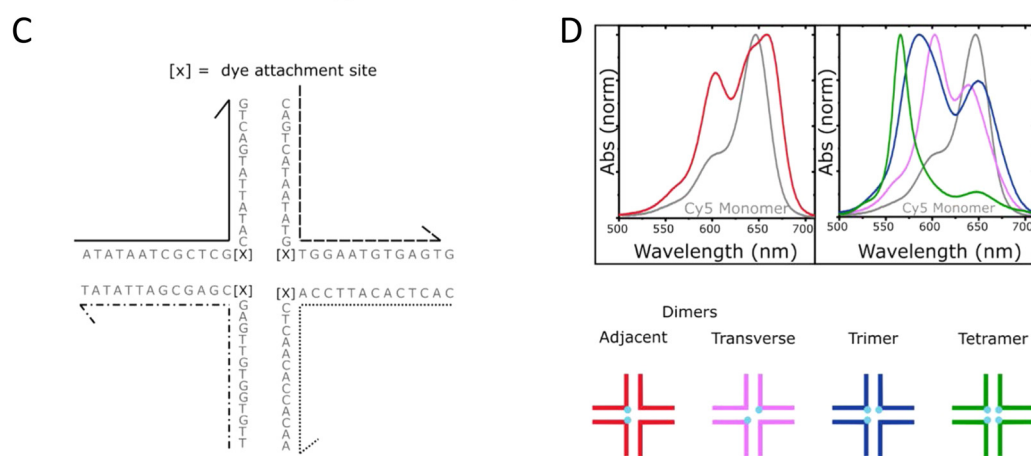 C
[x] = dye attachment site
GTCAGTATTATAC
CAGTCATAATATG
ATATAATCGCTCG[X]
[X]TGGAATGTGAGTG
TATATTAGCGAGC[X]
[X]ACCTTACACTCAC
GAGTTGTGGTGTT
CTCAACACCACAA
D
Abs (norm)
Cy5 Monomer
500 550 600 650 700
Wavelength (nm)
Abs (norm)
Cy5 Monomer
500 550 600 650 700
Wavelength (nm)
Dimers
Adjacent Transverse Trimer Tetramer